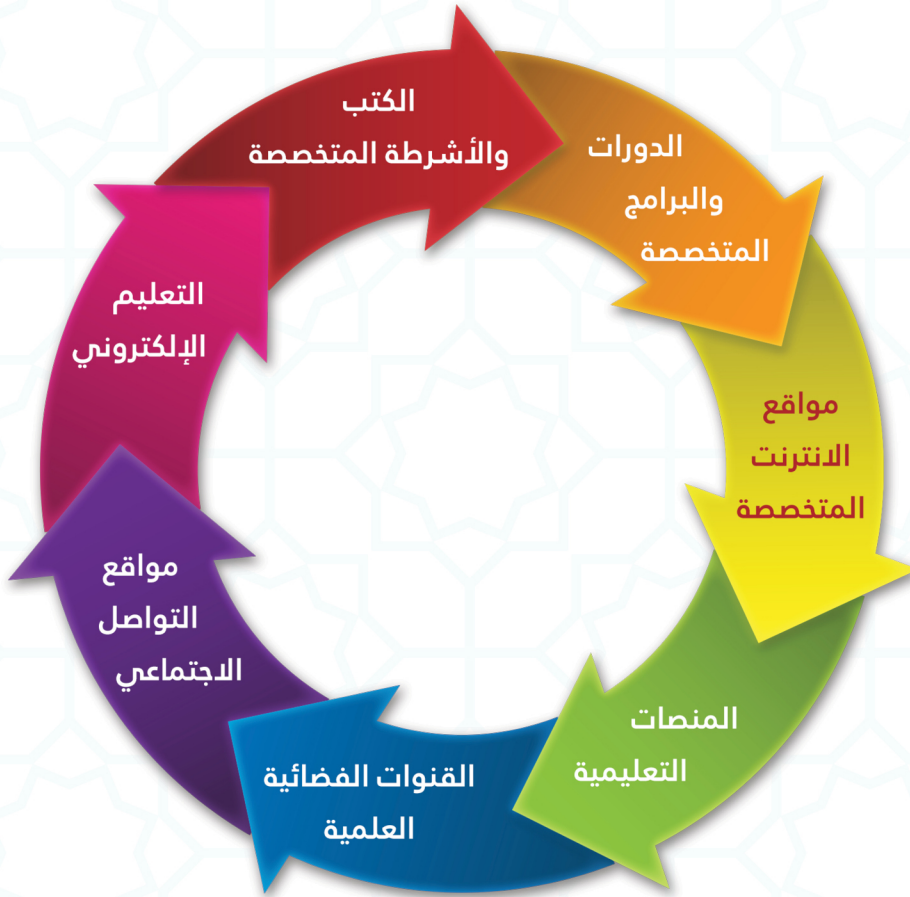 الكتب
والأشرطة المتخصصة
الدورات
والبرامج
المتخصصة
مواقع
الانترنت
المتخصصة
المنصات
التعليمية
القنوات الفضائية
العلمية
مواقع
التواصل
الاجتماعي
التعليم
الإلكتروني